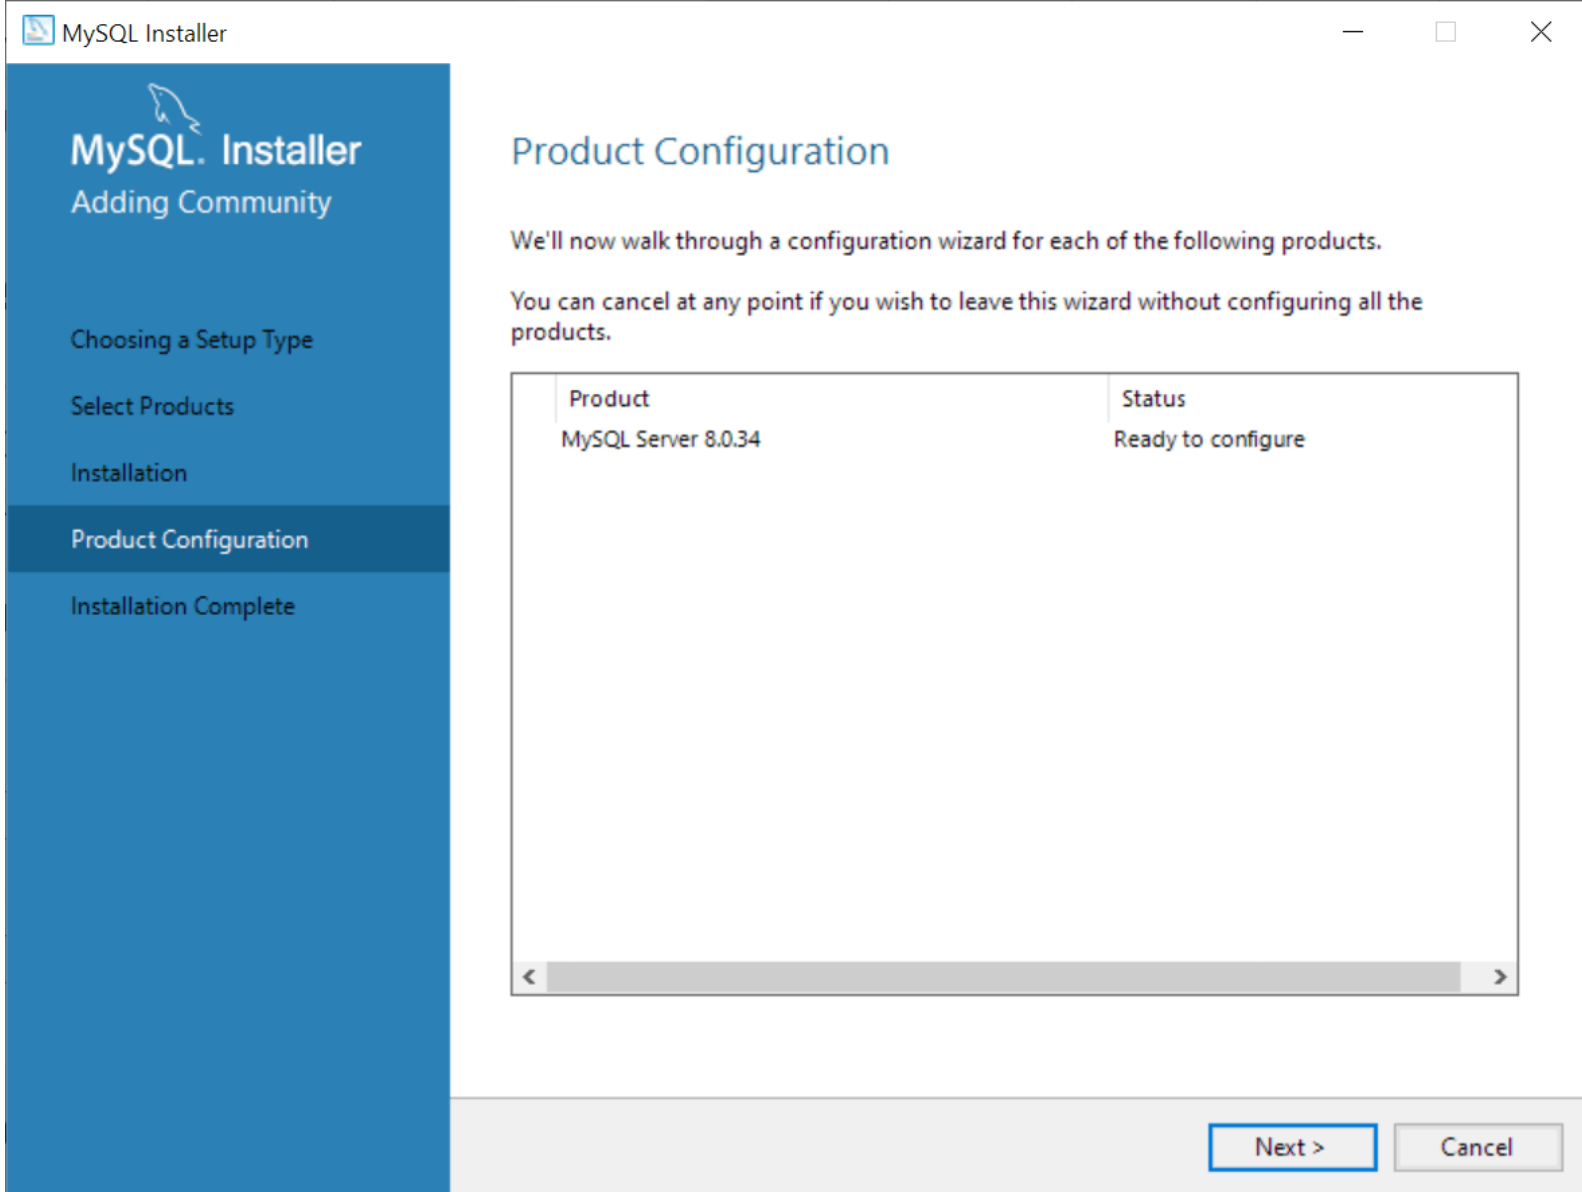 MySQL Installer
MySQL. Installer
Adding Community
Choosing a Setup Type
Select Products
Installation
Product Configuration
Installation Complete
Product Configuration
We'll now walk through a configuration wizard for each of the following products.
You can cancel at any point if you wish to leave this wizard without configuring all the
products.
Product Status
MySQL Server 8.0.34 Ready to configure
Next > Cancel